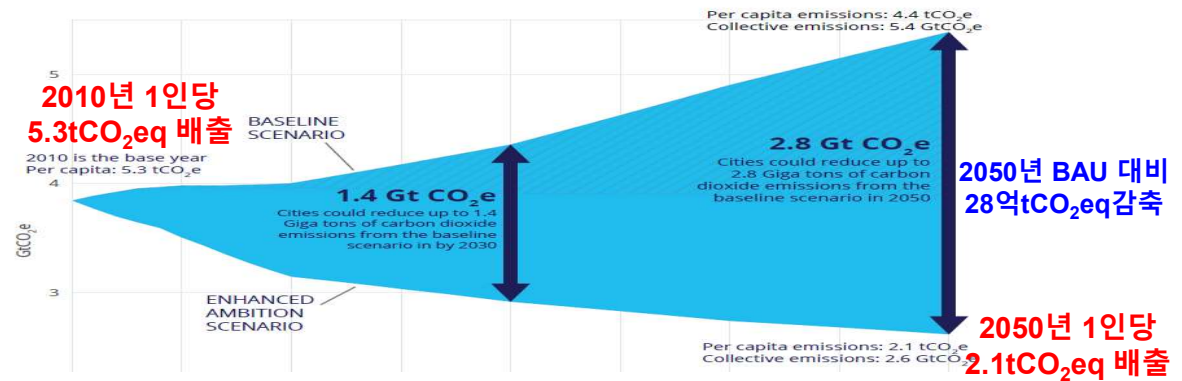 Per capita emissions: 4.4 tCO₂e
Collective emissions: 5.4 GtCO₂e
5
2010년 1인당
5.3tCO₂eq 배출
BASELINE
SCENARIO
2010 is the base year
Per capita: 5.3 tCO₂e
4
1.4 Gt CO₂e
Cities could reduce up to 1.4
Giga tons of carbon dioxide
emissions from the baseline
scenario in by 2030
2.8 Gt CO₂e
Cities could reduce up to
2.8 Giga tons of carbon
dioxide emissions from the
baseline scenario in 2050
2050년 BAU 대비
28억tCO₂eq감축
GtCO₂e
3
ENHANCED
AMBITION
SCENARIO
Per capita emissions: 2.1 tCO₂e
Collective emissions: 2.6 GtCO₂e
2050년 1인당
2.1tCO₂eq 배출